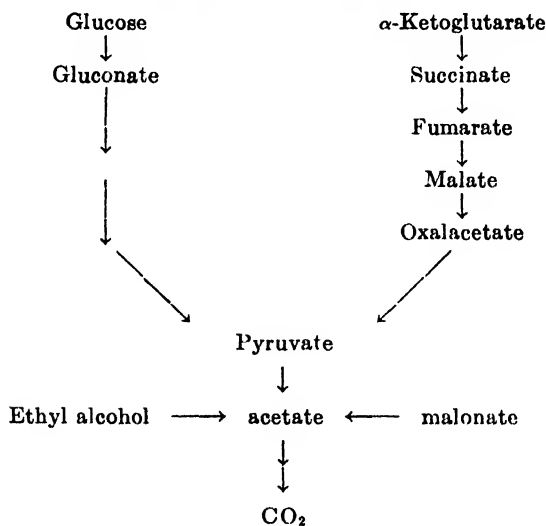 Glucose α-Ketoglutarate
Gluconate Succinate
Fumarate
Malate
Oxalacetate
Pyruvate
Ethyl alcohol acetate malonate
CO₂